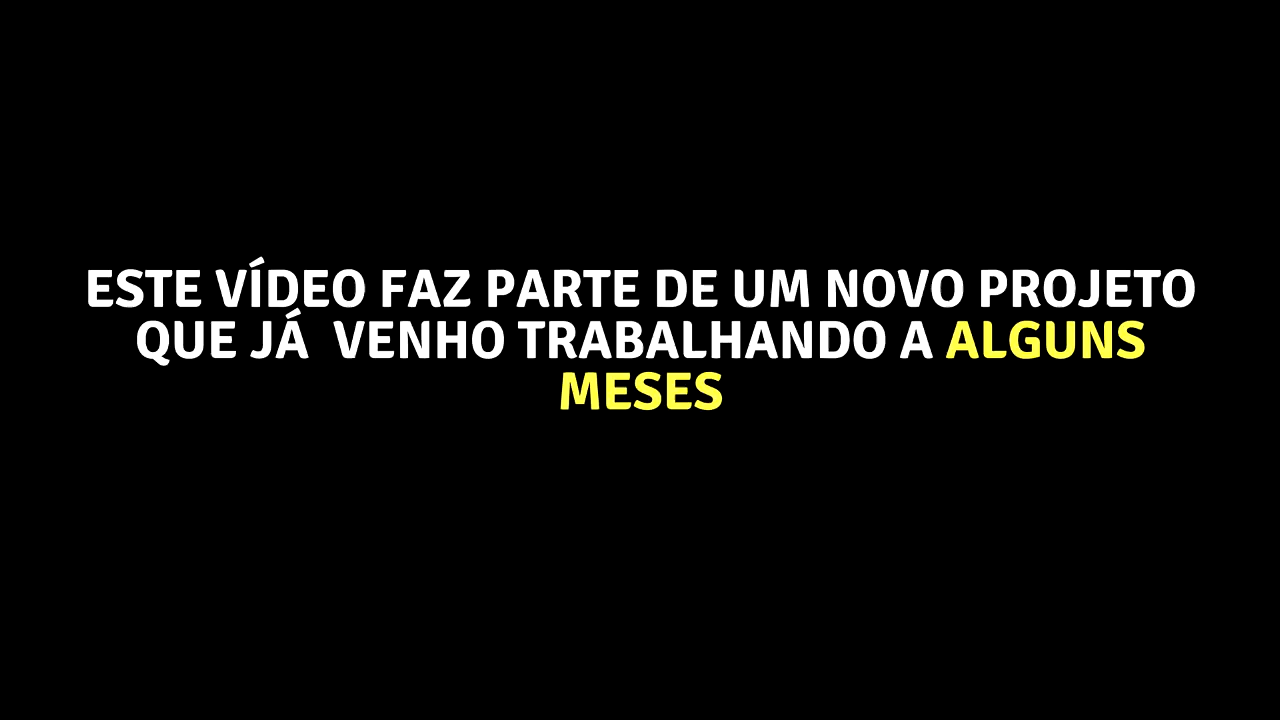 ESTE VÍDEO FAZ PARTE DE UM NOVO PROJETO
QUE JÁ  VENHO TRABALHANDO A ALGUNS
MESES